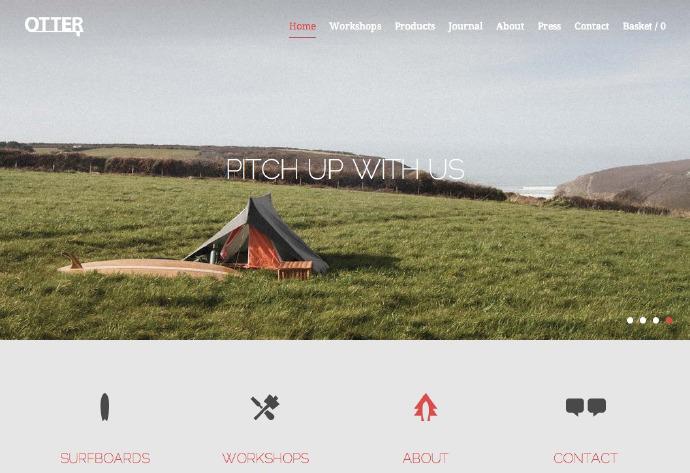 OTTER
Home Workshops Products Journal About Press Contact Basket / 0
PITCH UP WITH US
SURFBOARDS WORKSHOPS ABOUT CONTACT